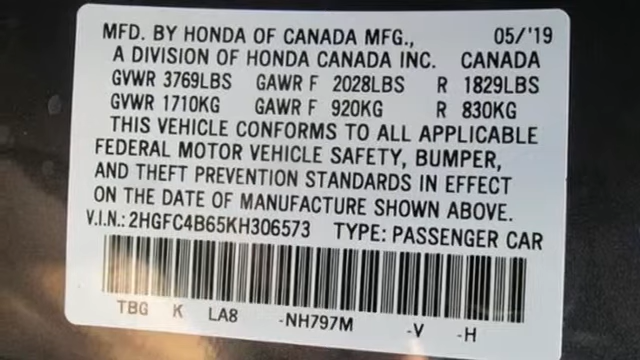 MFD. BY HONDA OF CANADA MFG., 05/'19
A DIVISION OF HONDA CANADA INC. CANADA
GVWR 3769LBS GAWR F 2028LBS R 1829LBS
GVWR 1710KG GAWR F 920KG R 830KG
THIS VEHICLE CONFORMS TO ALL APPLICABLE
FEDERAL MOTOR VEHICLE SAFETY, BUMPER,
AND THEFT PREVENTION STANDARDS IN EFFECT
ON THE DATE OF MANUFACTURE SHOWN ABOVE.
V.I.N.: 2HGFC4B65KH306573 TYPE: PASSENGER CAR
TBG K LA8 -NH797M -V -H